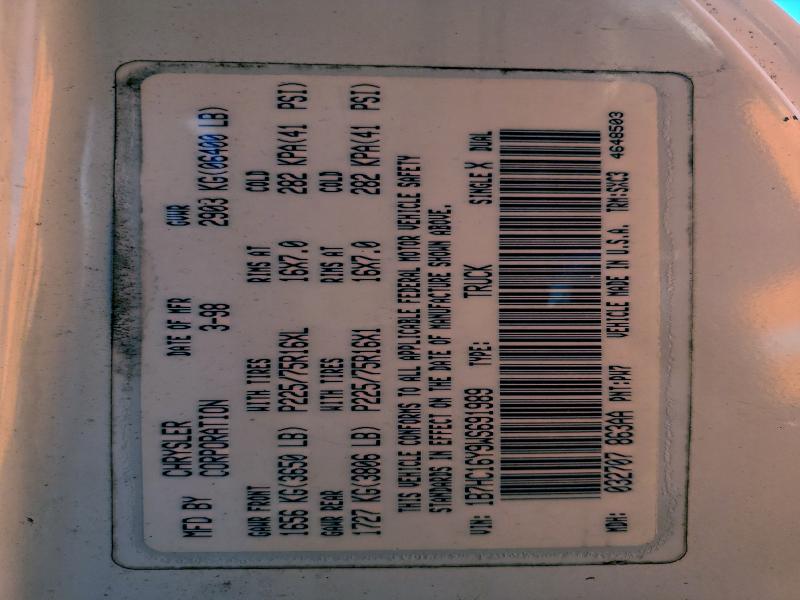 MFD BY CHRYSLER CORPORATION DATE OF MFR 3-98 GVWR 2903 KG(06400 LB)
GAWR FRONT WITH TIRES RIMS AT COLD
1656 KG(3650 LB) P225/75R16XL 16X7.0 282 KPA(41 PSI)
GAWR REAR WITH TIRES RIMS AT COLD
1727 KG(3806 LB) P225/75R16X1 16X7.0 282 KPA(41 PSI)
THIS VEHICLE CONFORMS TO ALL APPLICABLE FEDERAL MOTOR VEHICLE SAFETY
STANDARDS IN EFFECT ON THE DATE OF MANUFACTURE SHOWN ABOVE.
VIN: 1B7HC16Y9WS631989 TYPE: TRUCK SINGLE X DUAL
MDH: 032707 863AA PNT:PW7 VEHICLE MADE IN U.S.A. TRM:SXC3 4648503